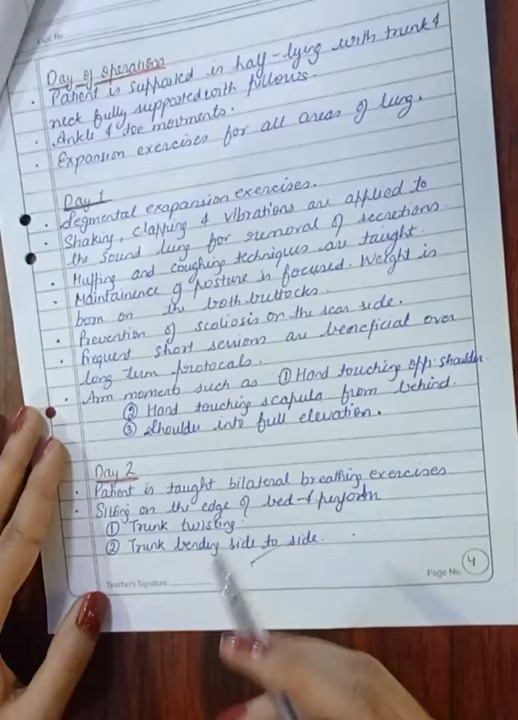 Day of operation
• Patient is supported in half-lying with trunk &
neck fully supported with pillows.
• Ankle & toe movments.
• Expansion exercises for all areas of lung.
Day 1
• Segmental exapansion exercises.
• Shaking, clapping & vibrations are applied to
the sound lung for removal of secretions.
• Huffing and coughing techniques are taught.
• Maintainence of posture is focused. Weight is
born on the both buttocks.
• Prevention of scoliosis on the scar side.
• Frequent short sessions are beneficial over
long term protocals.
• Arm moments such as ① Hand touching opp. shoulder
② Hand touching scapula from behind.
③ Shoulder into full elevation.
Day 2
• Patient is taught bilateral breathing exercises
• Sitting on the edge of bed & perform
① Trunk twisting.
② Trunk bending side to side.
Teacher's Signature
Page No. 4